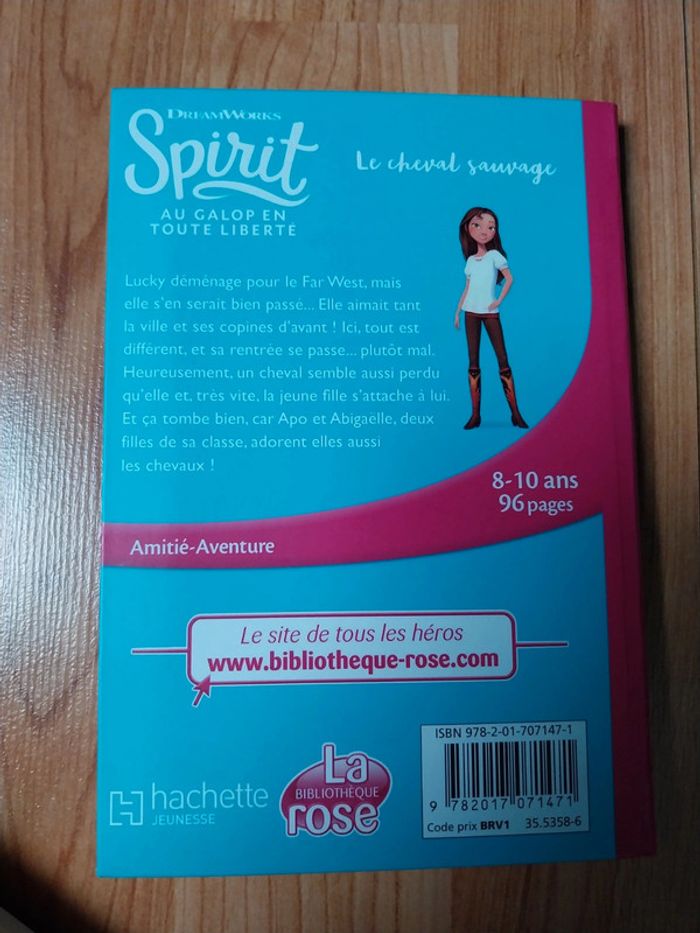 DREAMWORKS
Spirit
AU GALOP EN
TOUTE LIBERTÉ
Le cheval sauvage
Lucky déménage pour le Far West, mais
elle s'en serait bien passé... Elle aimait tant
la ville et ses copines d'avant ! Ici, tout est
différent, et sa rentrée se passe... plutôt mal.
Heureusement, un cheval semble aussi perdu
qu'elle et, très vite, la jeune fille s'attache à lui.
Et ça tombe bien, car Apo et Abigaëlle, deux
filles de sa classe, adorent elles aussi
les chevaux !
8-10 ans
96 pages
Amitié-Aventure
Le site de tous les héros
www.bibliotheque-rose.com
hachette
JEUNESSE
La
BIBLIOTHÈQUE
rose
ISBN 978-2-01-707147-1
9 782017 071471
Code prix BRV1 35.5358-6